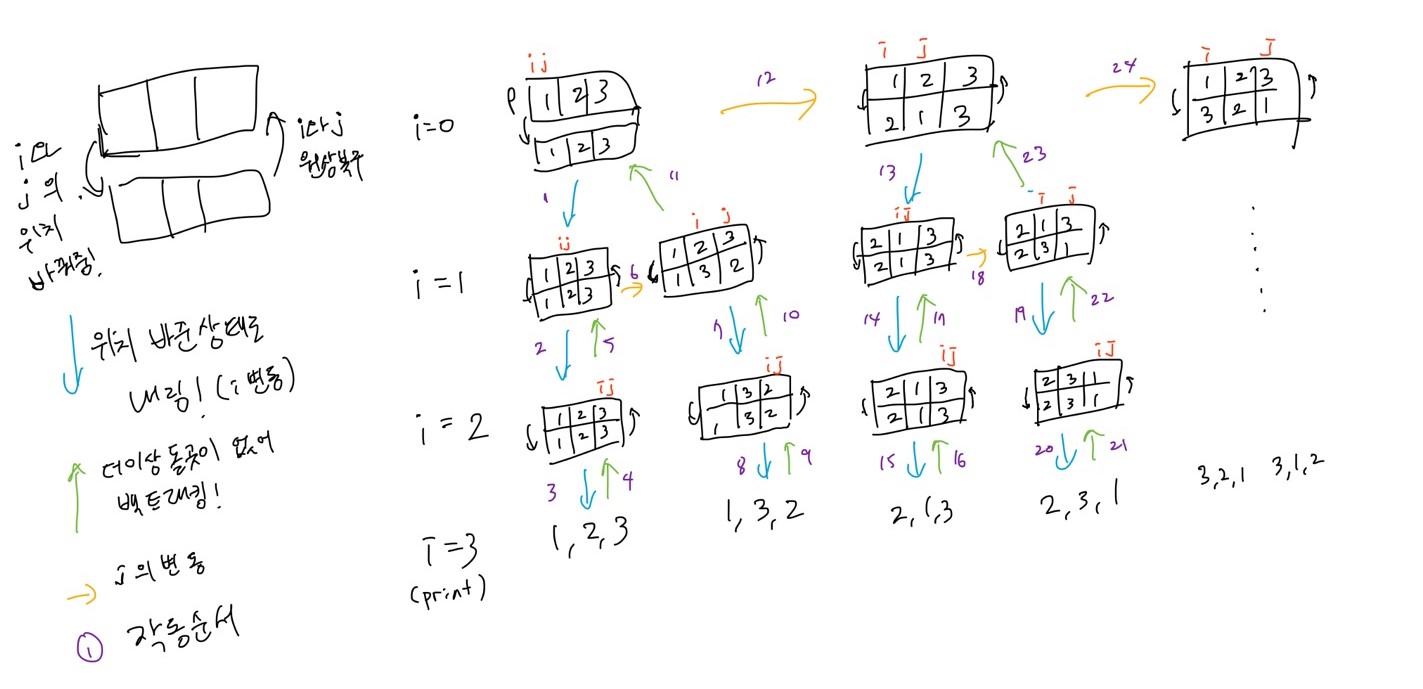 i와
j의
위치
바꿔줌!
i와 j
원상복구
위치 바꾼상태로
내림! (i 변동)
더이상 돌곳이 없어
백트래킹!
j의 변동
1 작동순서
i=0
i j
P 1 2 3
1 2 3
12
i j
1 2 3
2 1 3
24
i j
1 2 3
3 2 1
1
11
13
23
i=1
i j
1 2 3
1 2 3
6
i j
1 2 3
1 3 2
i j
2 1 3
2 1 3
18
i j
2 1 3
2 3 1
2
5
7
10
14
17
19
22
i=2
i j
1 2 3
1 2 3
i j
1 3 2
1 3 2
i j
2 1 3
2 1 3
i j
2 3 1
2 3 1
3
4
8
9
15
16
20
21
i=3
(print)
1, 2, 3
1, 3, 2
2, 1, 3
2, 3, 1
3, 2, 1
3, 1, 2